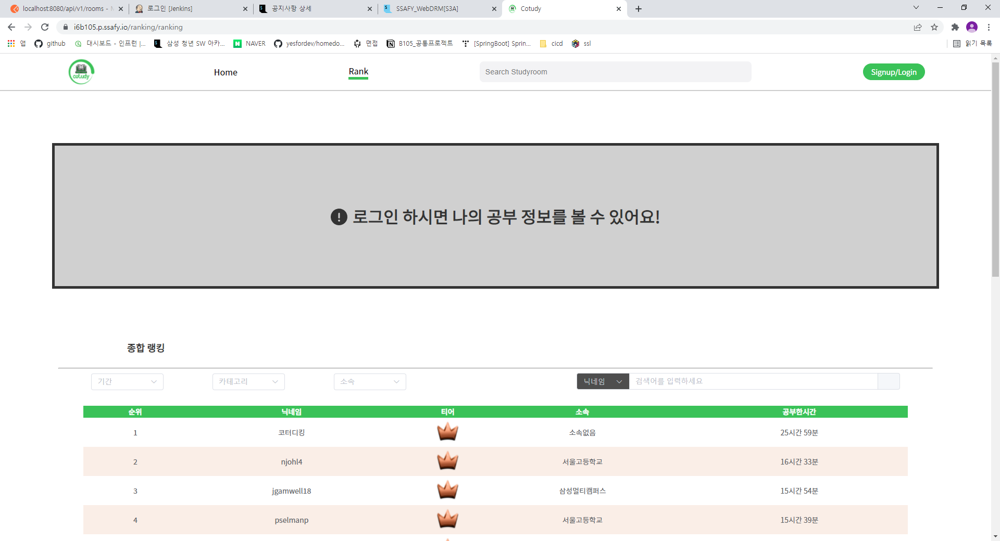 localhost:8080/api/v1/rooms - M
로그인 [Jenkins]
공지사항 상세
SSAFY_WebDRM[S3A]
Cotudy
i6b105.p.ssafy.io/ranking/ranking
앱
github
대시보드 - 인프런 |...
삼성 청년 SW 아카...
NAVER
yesfordev/homedo...
면접
B105_공통프로젝트
[SpringBoot] Sprin...
cicd
ssl
읽기 목록
cotudy
Home
Rank
Search Studyroom
Signup/Login
로그인 하시면 나의 공부 정보를 볼 수 있어요!
종합 랭킹
기간
카테고리
소속
닉네임
검색어를 입력하세요
순위 닉네임 티어 소속 공부한시간
1 코터디킹 소속없음 25시간 59분
2 njohl4 서울고등학교 16시간 33분
3 jgamwell18 삼성멀티캠퍼스 15시간 54분
4 pselmanp 서울고등학교 15시간 39분